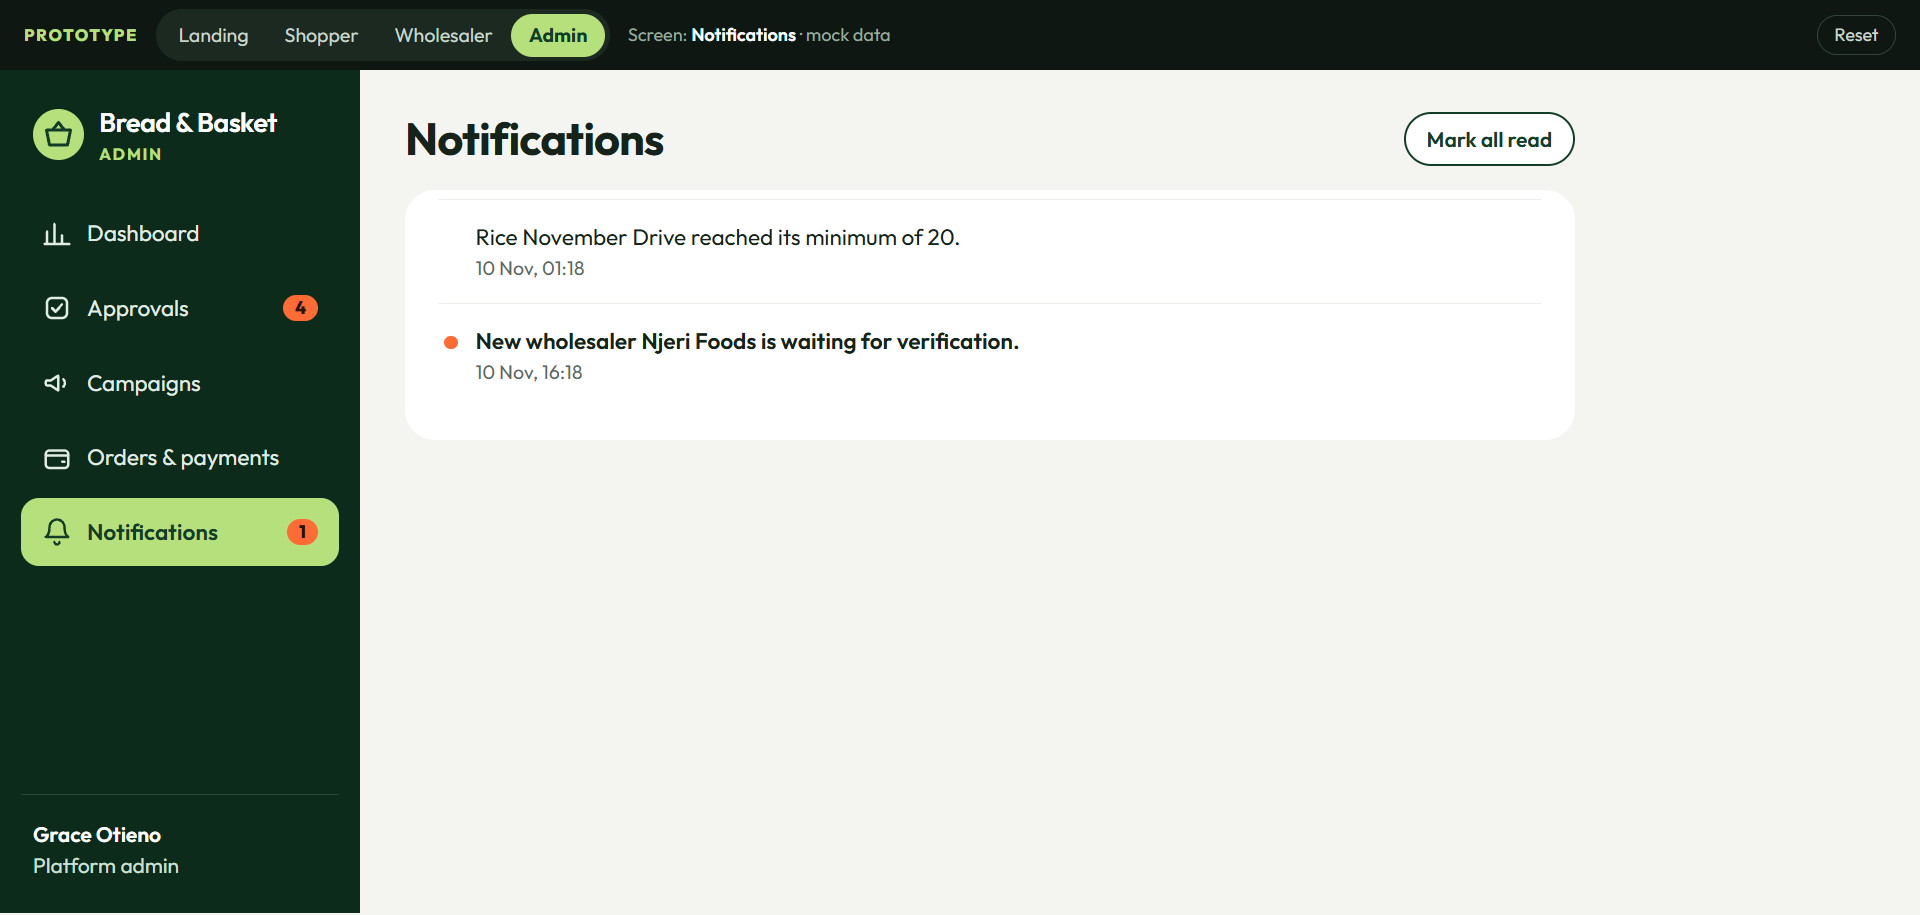 PROTOTYPE
Landing
Shopper
Wholesaler
Admin
Screen: Notifications · mock data
Reset
Bread & Basket
ADMIN
Dashboard
Approvals
4
Campaigns
Orders & payments
Notifications
1
Grace Otieno
Platform admin
Notifications
Mark all read
Rice November Drive reached its minimum of 20.
10 Nov, 01:18
New wholesaler Njeri Foods is waiting for verification.
10 Nov, 16:18